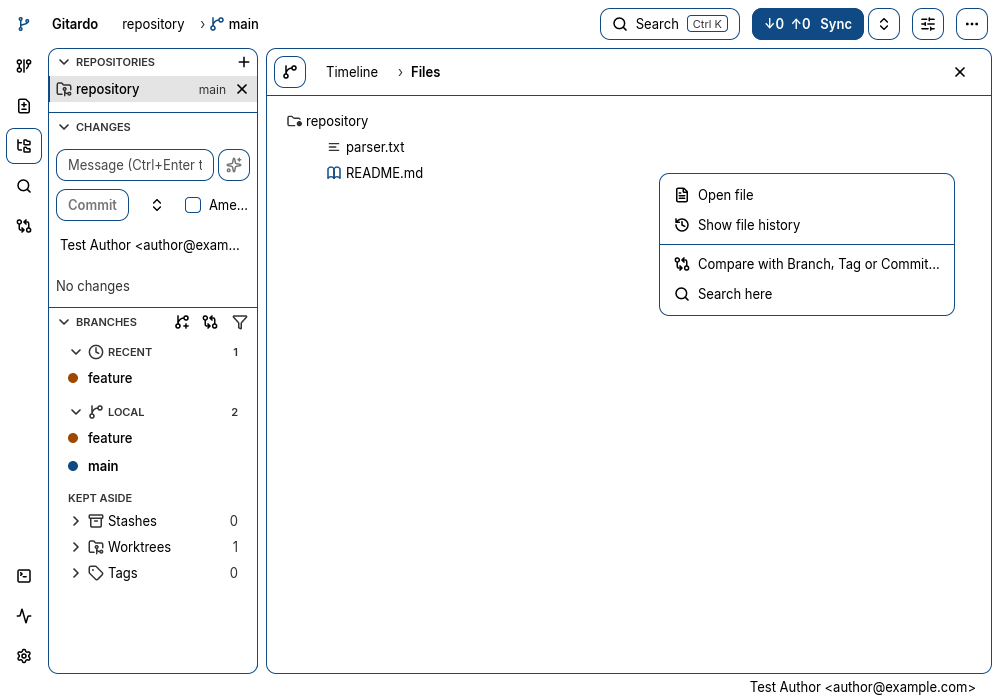 Gitardo repository › main Search Ctrl K ↓0 ↑0 Sync
REPOSITORIES
repository main
CHANGES
Message (Ctrl+Enter t
Commit Ame...
Test Author <author@exam...
No changes
BRANCHES
RECENT 1
feature
LOCAL 2
feature
main
KEPT ASIDE
Stashes 0
Worktrees 1
Tags 0
Timeline › Files
repository
parser.txt
README.md
Open file
Show file history
Compare with Branch, Tag or Commit...
Search here
Test Author <author@example.com>